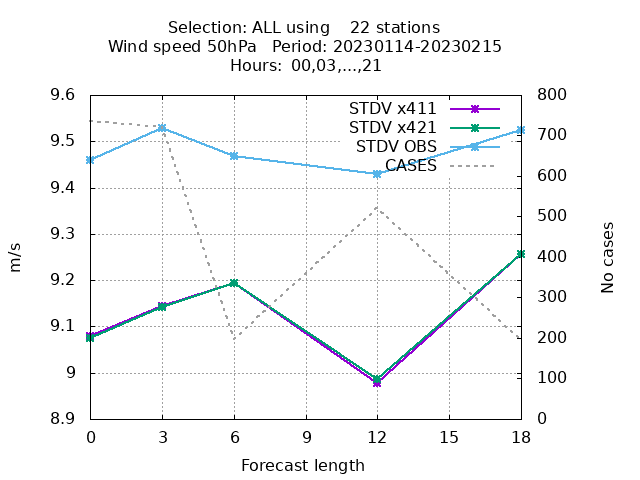 Selection: ALL using    22 stations
Wind speed 50hPa   Period: 20230114-20230215
Hours:  00,03,...,21
STDV x411
STDV x421
STDV OBS
CASES
9.6
9.5
9.4
9.3
9.2
9.1
9
8.9
m/s
800
700
600
500
400
300
200
100
0
No cases
0 3 6 9 12 15 18
Forecast length